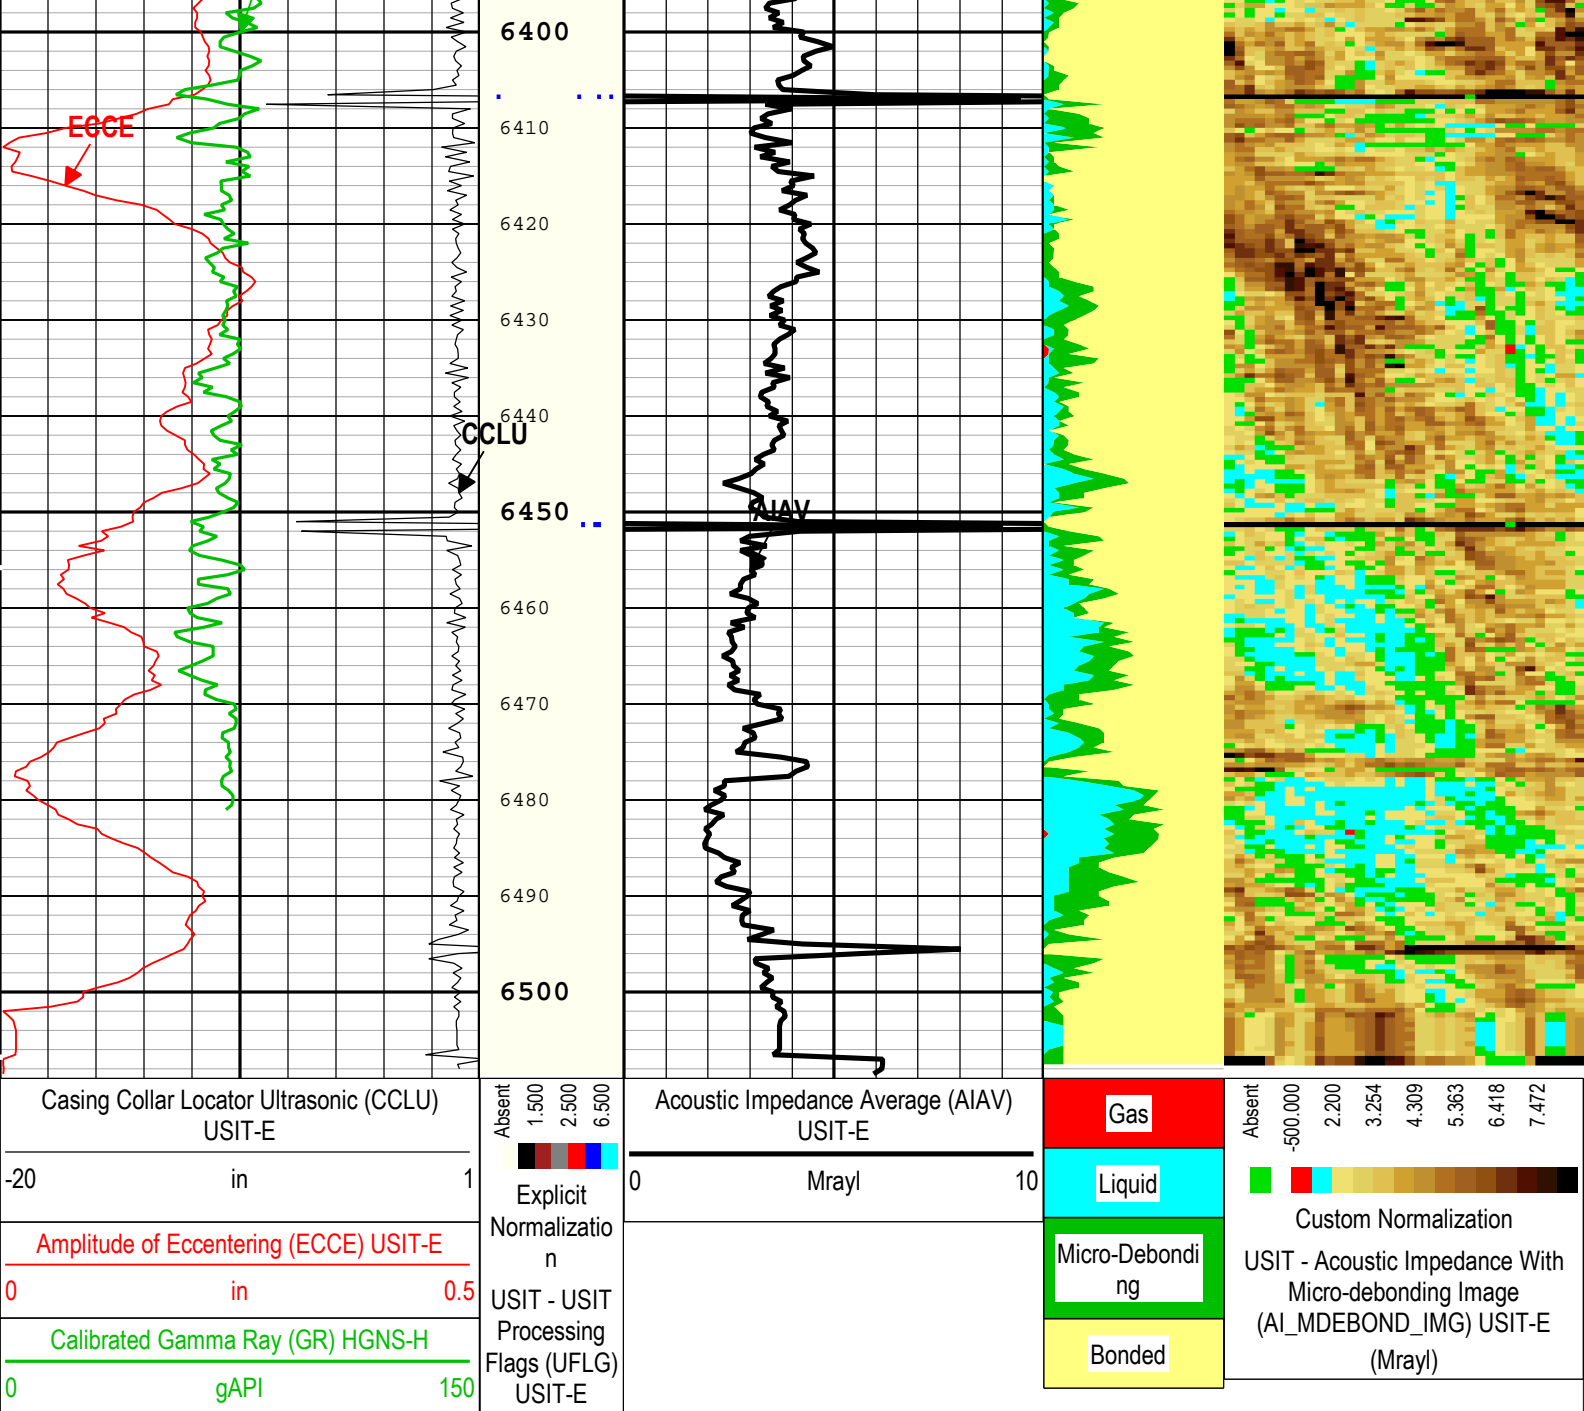 6400
ECCE
6410
6420
6430
6440
CCLU
6450
AIAV
6460
6470
6480
6490
6500
Casing Collar Locator Ultrasonic (CCLU)
USIT-E
-20 in 1
Amplitude of Eccentering (ECCE) USIT-E
0 in 0.5
Calibrated Gamma Ray (GR) HGNS-H
0 gAPI 150
Absent
1.500
2.500
6.500
Explicit
Normalizatio
n
USIT - USIT
Processing
Flags (UFLG)
USIT-E
Acoustic Impedance Average (AIAV)
USIT-E
0 Mrayl 10
Gas
Liquid
Micro-Debondi
ng
Bonded
Absent
-500.000
2.200
3.254
4.309
5.363
6.418
7.472
Custom Normalization
USIT - Acoustic Impedance With
Micro-debonding Image
(AI_MDEBOND_IMG) USIT-E
(Mrayl)